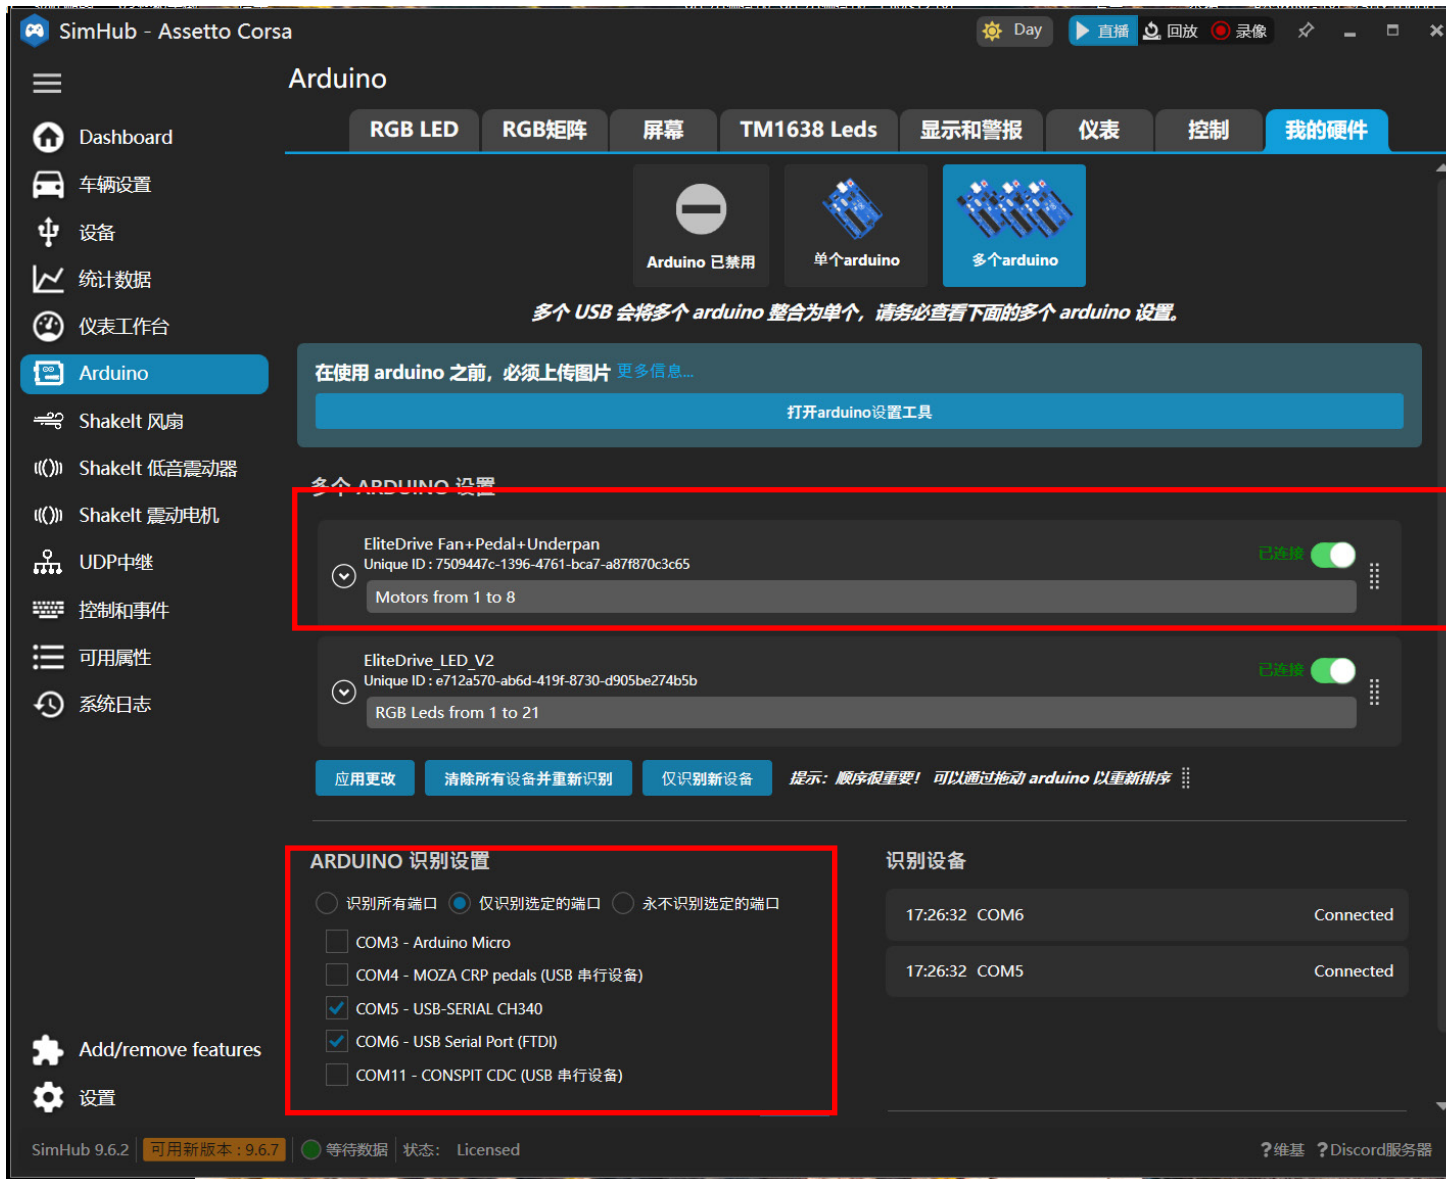 SimHub - Assetto Corsa
Day
直播
回放
录像
Arduino
RGB LED
RGB矩阵
屏幕
TM1638 Leds
显示和警报
仪表
控制
我的硬件
Dashboard
车辆设置
设备
统计数据
仪表工作台
Arduino
ShakeIt 风扇
ShakeIt 低音震动器
ShakeIt 震动电机
UDP中继
控制和事件
可用属性
系统日志
Add/remove features
设置
Arduino 已禁用
单个arduino
多个arduino
多个 USB 会将多个 arduino 整合为单个，请务必查看下面的多个 arduino 设置。
在使用 arduino 之前，必须上传图片 更多信息...
打开arduino设置工具
多个 ARDUINO 设置
EliteDrive Fan+Pedal+Underpan
Unique ID : 7509447c-1396-4761-bca7-a87f870c3c65
已连接
Motors from 1 to 8
EliteDrive_LED_V2
Unique ID : e712a570-ab6d-419f-8730-d905be274b5b
已连接
RGB Leds from 1 to 21
应用更改
清除所有设备并重新识别
仅识别新设备
提示：顺序很重要！ 可以通过拖动 arduino 以重新排序
ARDUINO 识别设置
识别所有端口
仅识别选定的端口
永不识别选定的端口
COM3 - Arduino Micro
COM4 - MOZA CRP pedals (USB 串行设备)
COM5 - USB-SERIAL CH340
COM6 - USB Serial Port (FTDI)
COM11 - CONSPIT CDC (USB 串行设备)
识别设备
17:26:32 COM6 Connected
17:26:32 COM5 Connected
SimHub 9.6.2
可用新版本 : 9.6.7
等待数据
状态： Licensed
?维基
?Discord服务器